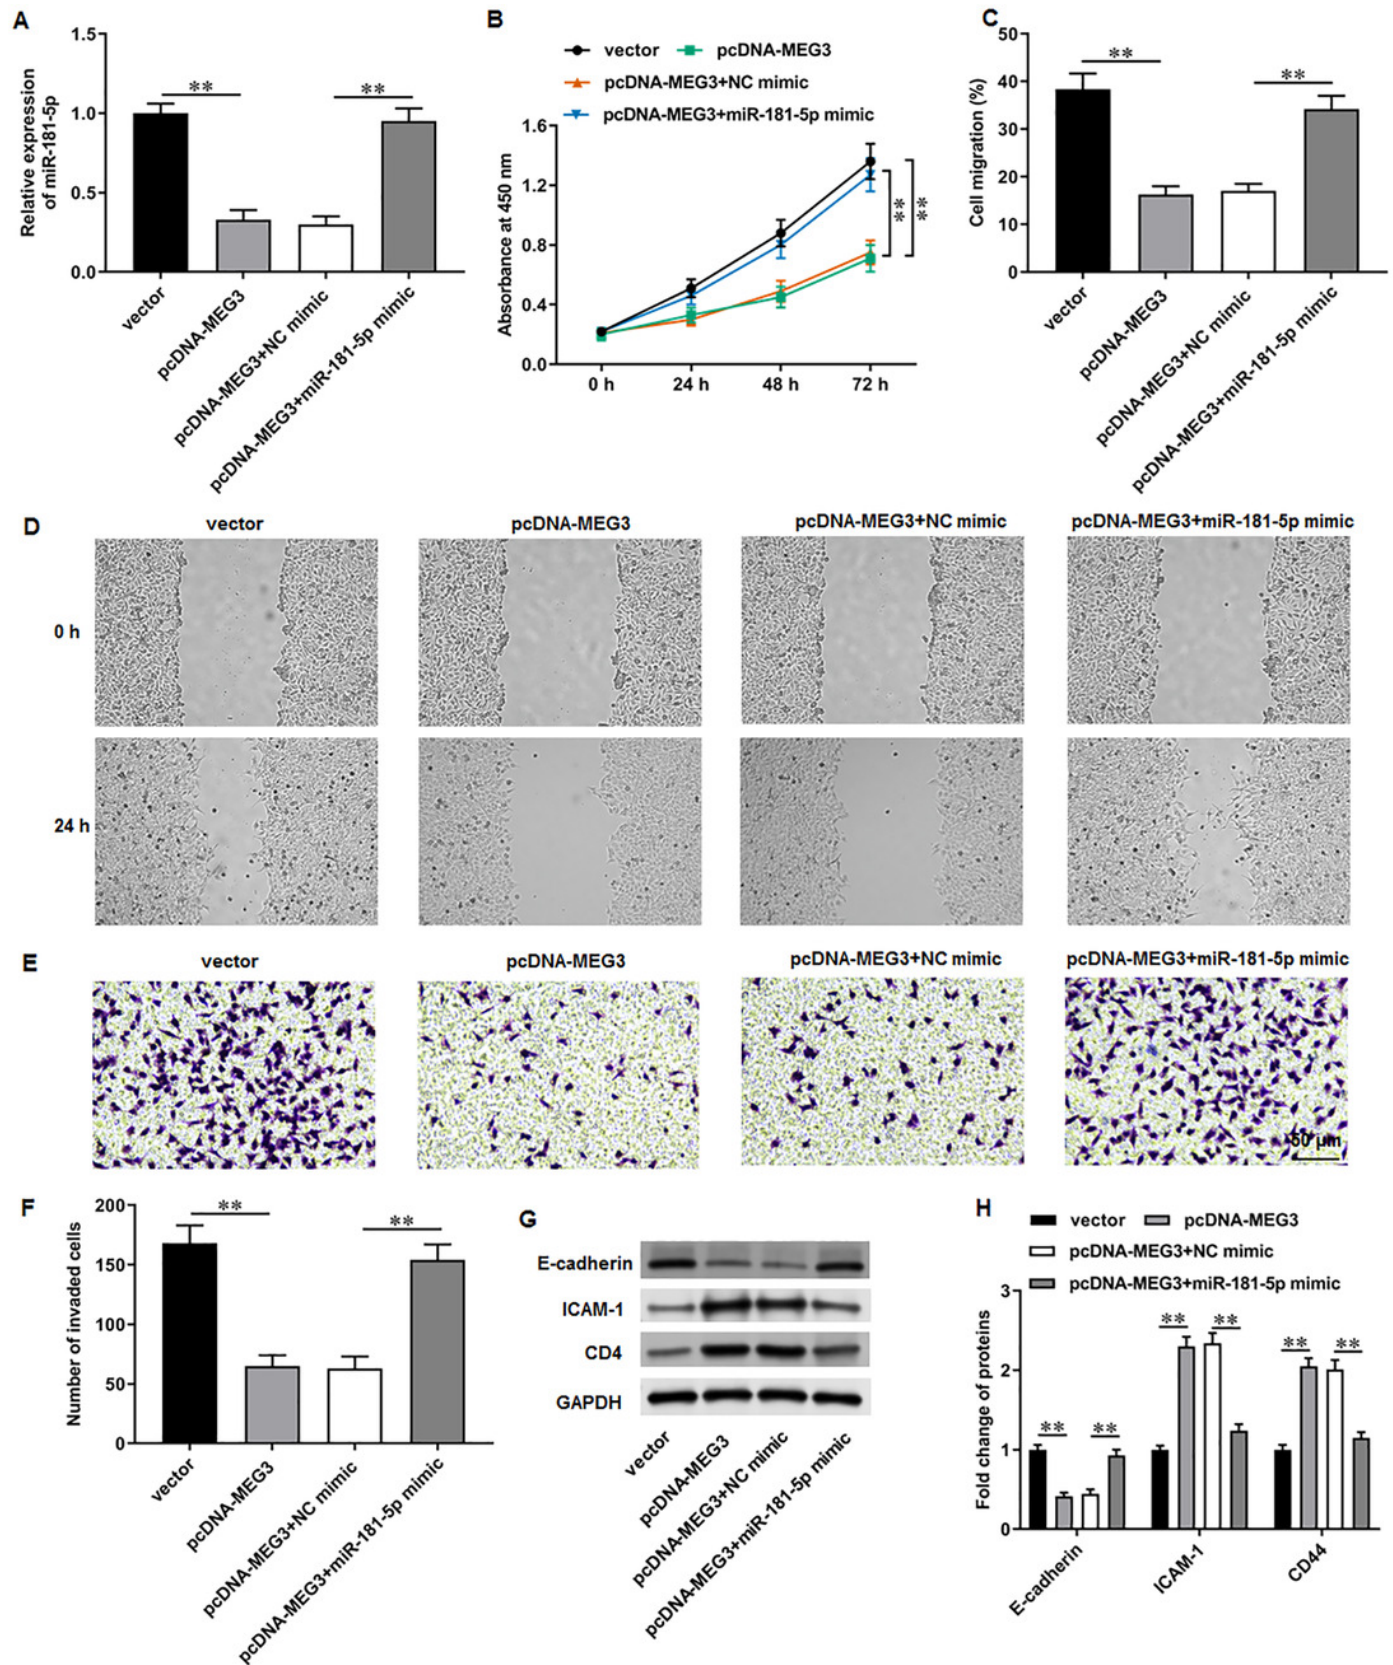 A
1.5
1.0
0.5
0.0
Relative expression
of miR-181-5p
**
**
vector
pcDNA-MEG3
pcDNA-MEG3+NC mimic
pcDNA-MEG3+miR-181-5p mimic
B
vector
pcDNA-MEG3
pcDNA-MEG3+NC mimic
pcDNA-MEG3+miR-181-5p mimic
1.6
1.2
0.8
0.4
0.0
Absorbance at 450 nm
**
**
0 h
24 h
48 h
72 h
C
50
40
30
20
10
0
Cell migration (%)
**
**
vector
pcDNA-MEG3
pcDNA-MEG3+NC mimic
pcDNA-MEG3+miR-181-5p mimic
D
vector
pcDNA-MEG3
pcDNA-MEG3+NC mimic
pcDNA-MEG3+miR-181-5p mimic
0 h
24 h
E
vector
pcDNA-MEG3
pcDNA-MEG3+NC mimic
pcDNA-MEG3+miR-181-5p mimic
50 μm
F
200
150
100
50
0
Number of invaded cells
**
**
vector
pcDNA-MEG3
pcDNA-MEG3+NC mimic
pcDNA-MEG3+miR-181-5p mimic
G
E-cadherin
ICAM-1
CD4
GAPDH
vector
pcDNA-MEG3
pcDNA-MEG3+NC mimic
pcDNA-MEG3+miR-181-5p mimic
H
vector
pcDNA-MEG3
pcDNA-MEG3+NC mimic
pcDNA-MEG3+miR-181-5p mimic
3
2
1
0
Fold change of proteins
**
**
**
**
**
**
E-cadherin
ICAM-1
CD44